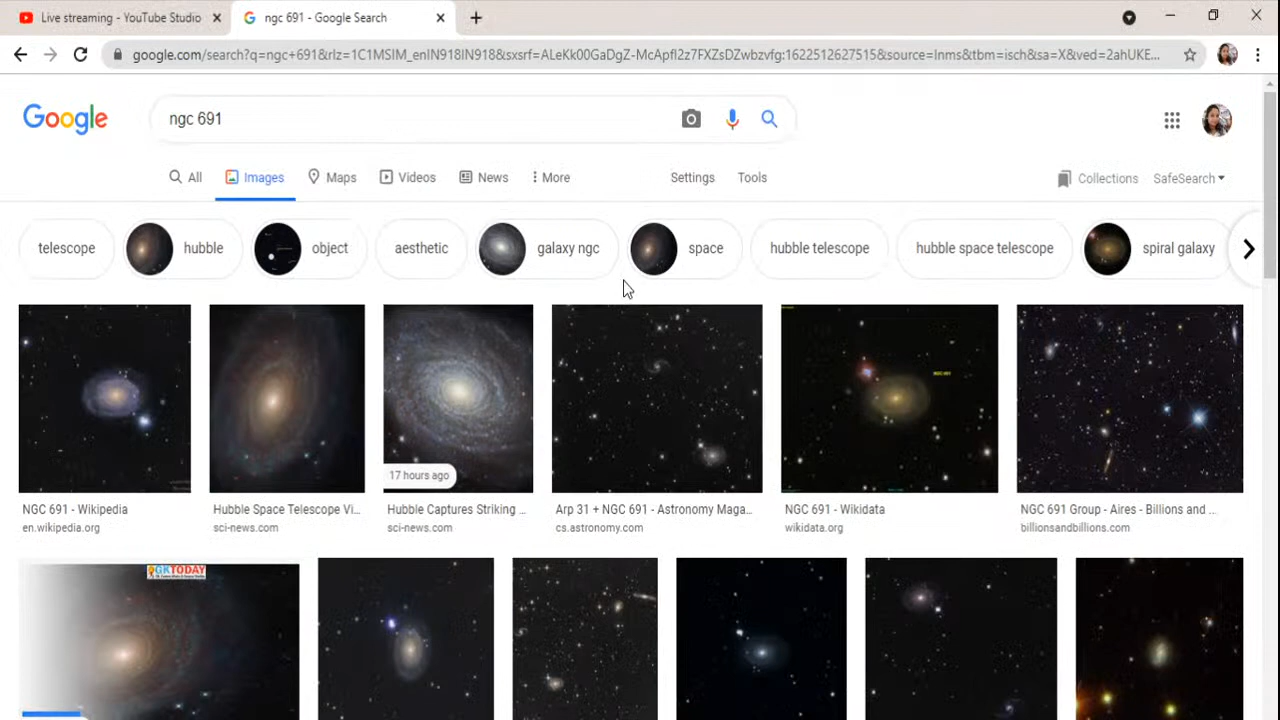 Live streaming - YouTube Studio
ngc 691 - Google Search
google.com/search?q=ngc+691&rlz=1C1MSIM_enIN918IN918&sxsrf=ALeKk00GaDgZ-McApfI2z7FXZsDZwbzvfg:1622512627515&source=lnms&tbm=isch&sa=X&ved=2ahUKE...
Google
ngc 691
All
Images
Maps
Videos
News
More
Settings
Tools
Collections
SafeSearch
telescope
hubble
object
aesthetic
galaxy ngc
space
hubble telescope
hubble space telescope
spiral galaxy
NGC 691
17 hours ago
NGC 691 - Wikipedia
en.wikipedia.org
Hubble Space Telescope Vi...
sci-news.com
Hubble Captures Striking ...
sci-news.com
Arp 31 + NGC 691 - Astronomy Maga...
cs.astronomy.com
NGC 691 - Wikidata
wikidata.org
NGC 691 Group - Aires - Billions and ...
billionsandbillions.com
GKTODAY